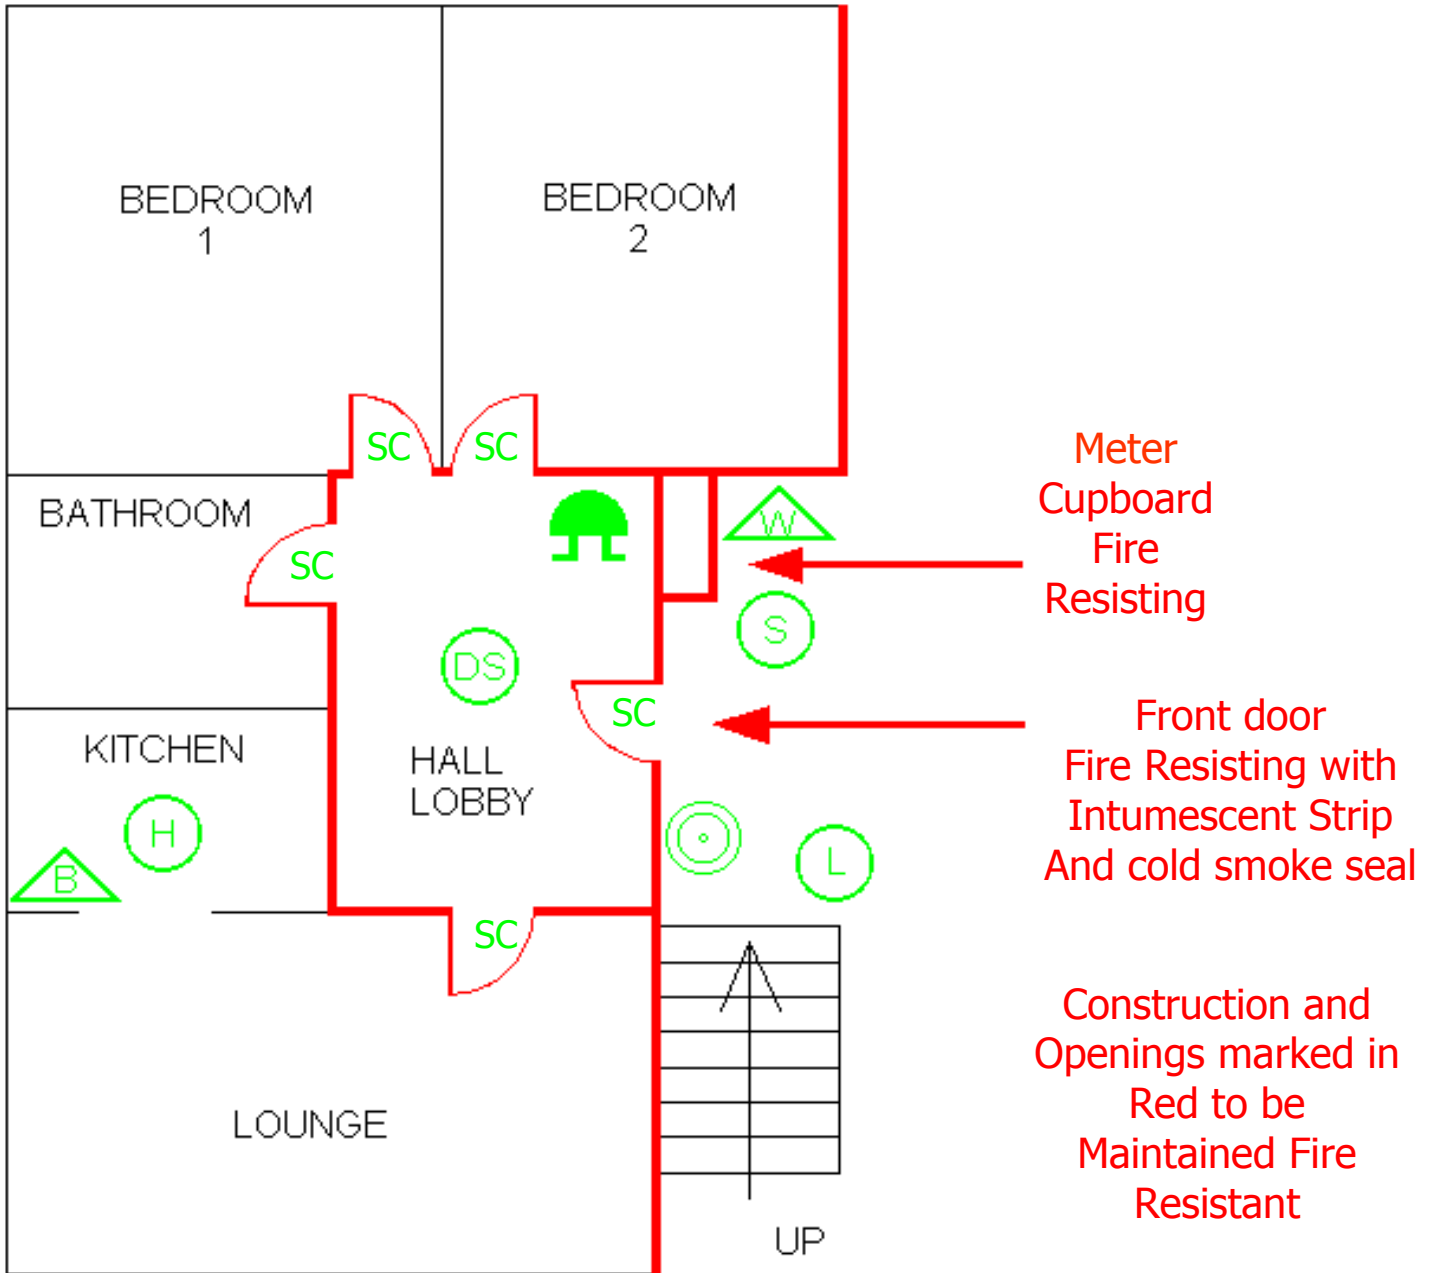 BEDROOM
1
BEDROOM
2
SC
SC
Meter
Cupboard
Fire
Resisting
BATHROOM
W
SC
S
DS
SC
Front door
Fire Resisting with
Intumescent Strip
And cold smoke seal
KITCHEN
HALL
LOBBY
H
B
L
SC
Construction and
Openings marked in
Red to be
Maintained Fire
Resistant
LOUNGE
UP